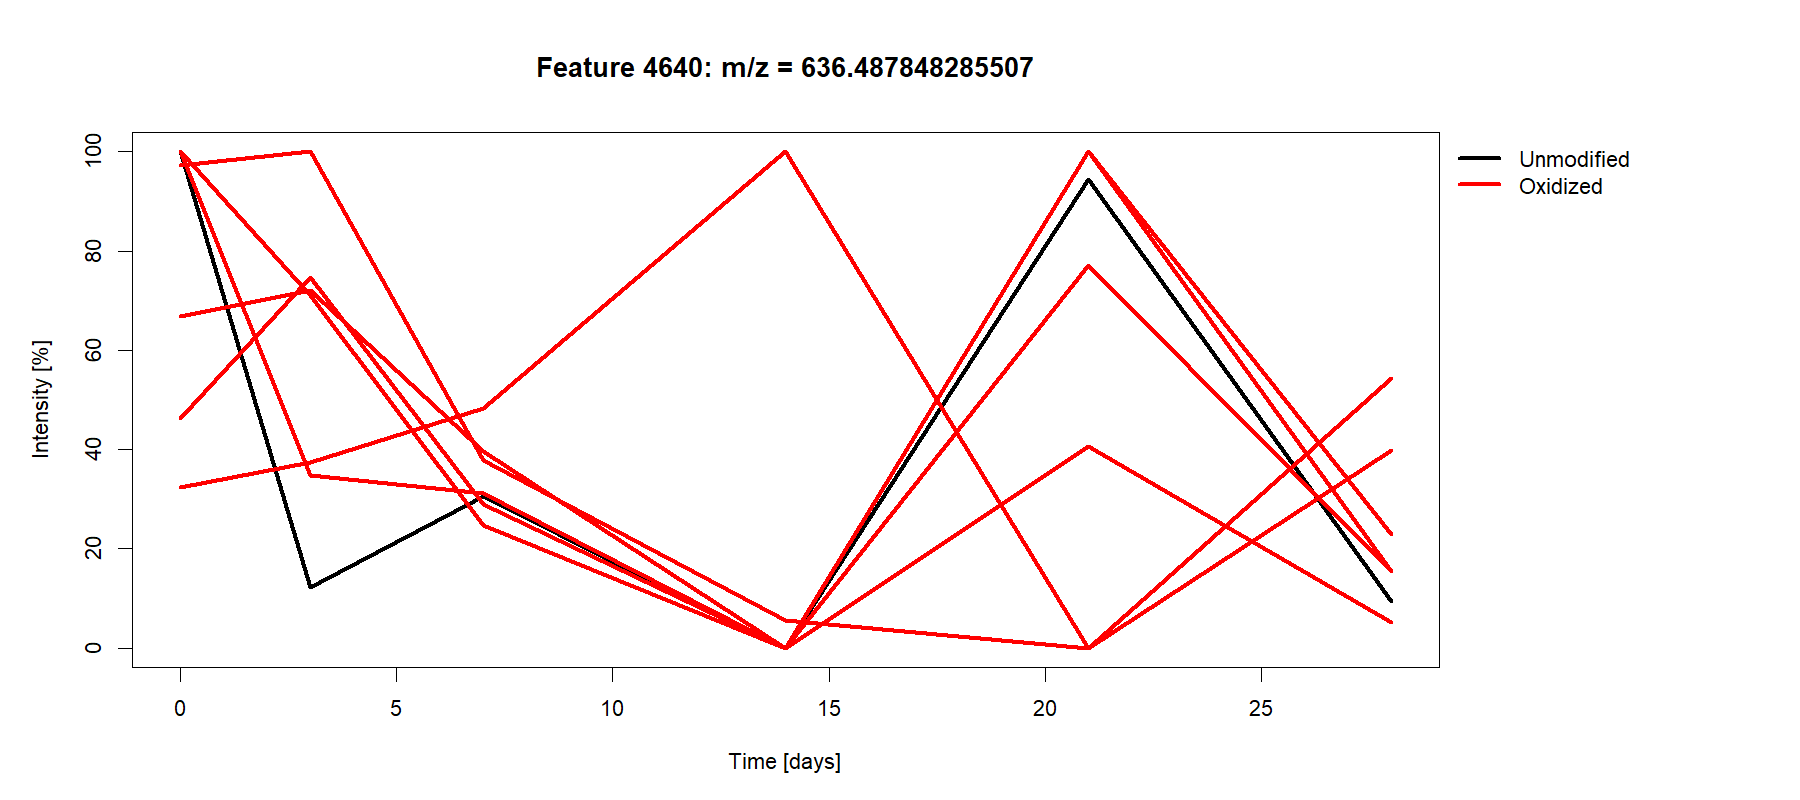 Feature 4640: m/z = 636.487848285507
Unmodified
Oxidized
Intensity [%]
100
80
60
40
20
0
0 5 10 15 20 25
Time [days]